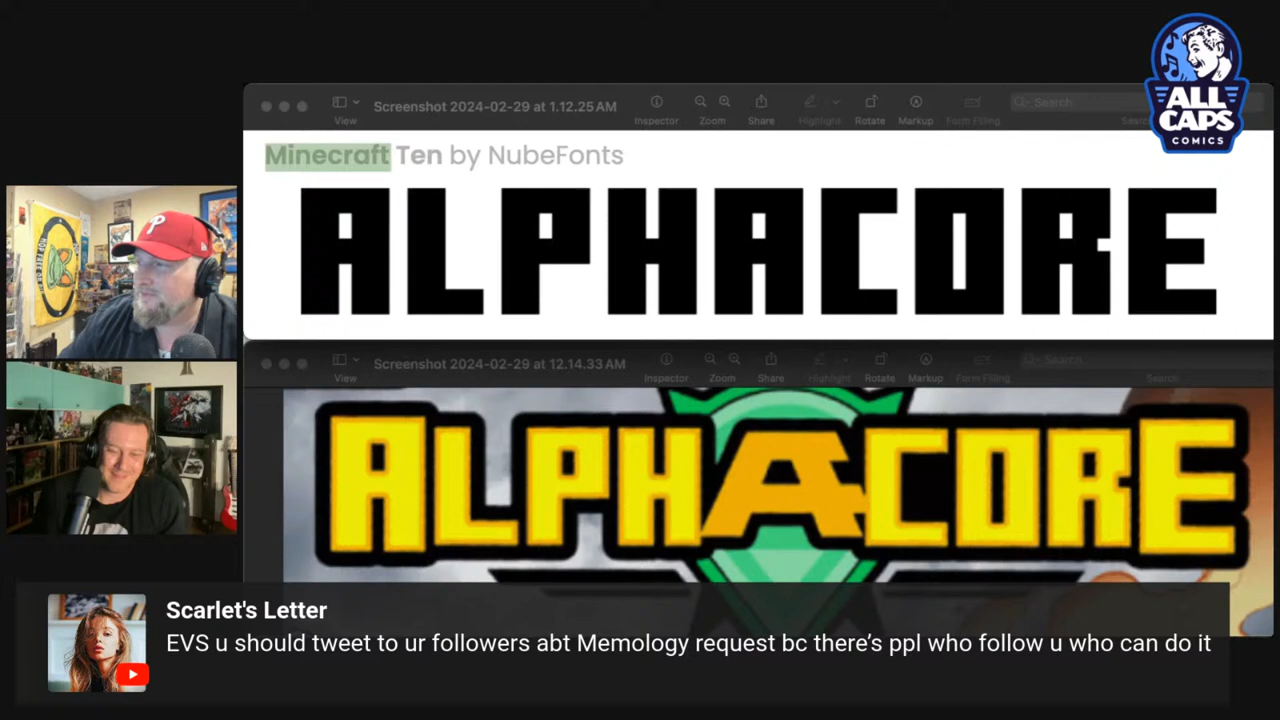 ALL
CAPS
COMICS
Screenshot 2024-02-29 at 1.12.25 AM
View
Inspector
Zoom
Share
Highlight
Rotate
Markup
Form Filling
Search
Minecraft Ten by NubeFonts
ALPHACORE
Screenshot 2024-02-29 at 12.14.33 AM
View
Inspector
Zoom
Share
Highlight
Rotate
Markup
Form Filling
Search
Search
ALPHACORE
Scarlet's Letter
EVS u should tweet to ur followers abt Memology request bc there's ppl who follow u who can do it